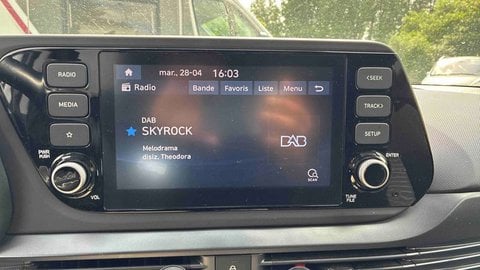 RADIO
MEDIA
PWR
PUSH
VOL
mar., 28-04 16:03
Radio Bande Favoris Liste Menu
DAB
SKYROCK
Melodrama
disiz. Theodora
DAB
SCAN
<SEEK
TRACK>
SETUP
ENTER
TUNE
FILE